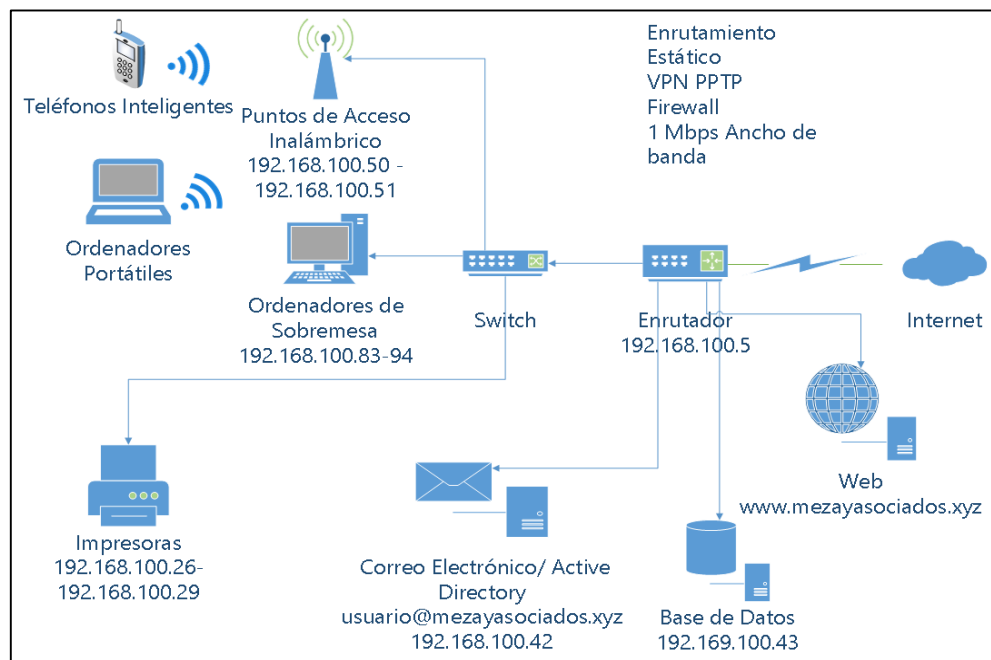 Enrutamiento
Estático
VPN PPTP
Firewall
1 Mbps Ancho de
banda
Teléfonos Inteligentes
Puntos de Acceso
Inalámbrico
192.168.100.50 -
192.168.100.51
Ordenadores
Portátiles
Ordenadores de
Sobremesa
192.168.100.83-94
Switch
Enrutador
192.168.100.5
Internet
Impresoras
192.168.100.26-
192.168.100.29
Correo Electrónico/ Active
Directory
usuario@mezayasociados.xyz
192.168.100.42
Base de Datos
192.169.100.43
Web
www.mezayasociados.xyz